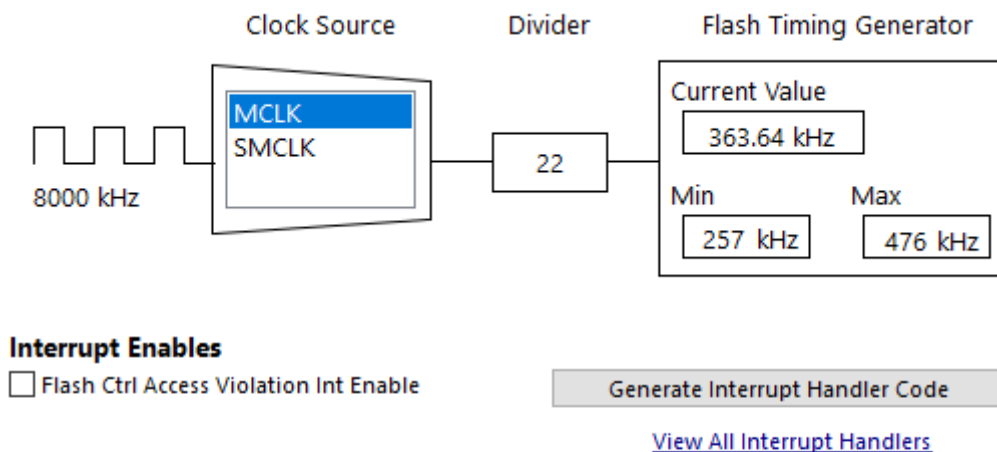 Clock Source Divider Flash Timing Generator
Current Value
MCLK
363.64 kHz
SMCLK
22
8000 kHz
Min Max
257 kHz 476 kHz
Interrupt Enables
Flash Ctrl Access Violation Int Enable
Generate Interrupt Handler Code
View All Interrupt Handlers